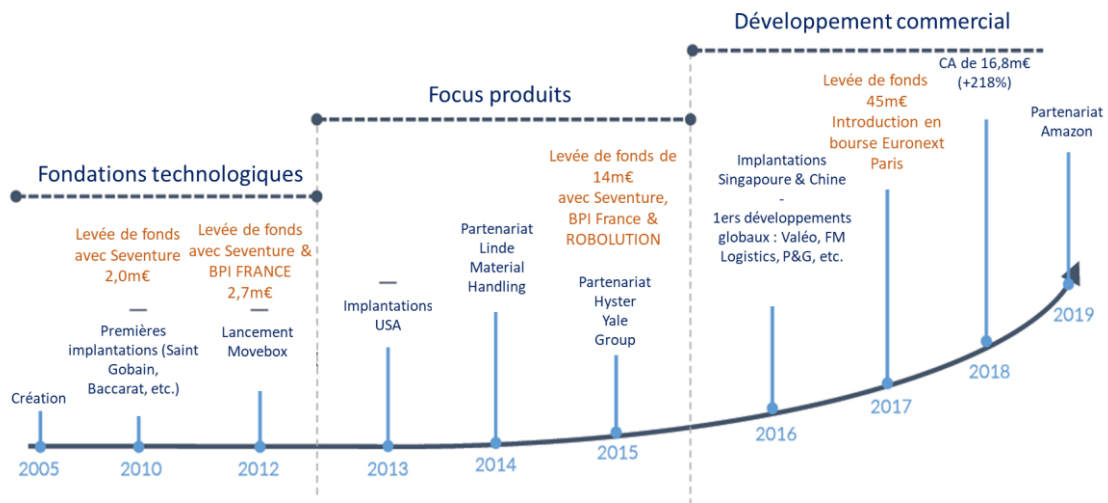 Fondations technologiques
Focus produits
Développement commercial
Création
2005
Levée de fonds
avec Seventure
2,0m€
Premières
implantations (Saint
Gobain,
Baccarat, etc.)
2010
Levée de fonds
avec Seventure &
BPI FRANCE
2,7m€
Lancement
Movebox
2012
Implantations
USA
2013
Partenariat
Linde
Material
Handling
2014
Levée de fonds de
14m€
avec Seventure,
BPI France &
ROBOLUTION
Partenariat
Hyster
Yale
Group
2015
Implantations
Singapoure & Chine
-
1ers développements
globaux : Valéo, FM
Logistics, P&G, etc.
2016
Levée de fonds
45m€
Introduction en
bourse Euronext
Paris
2017
CA de 16,8m€
(+218%)
2018
Partenariat
Amazon
2019